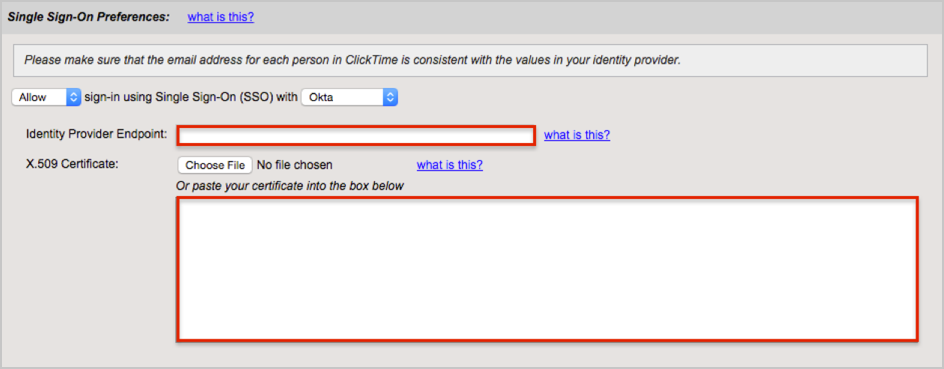 Single Sign-On Preferences: what is this?
Please make sure that the email address for each person in ClickTime is consistent with the values in your identity provider.
Allow sign-in using Single Sign-On (SSO) with Okta
Identity Provider Endpoint: what is this?
X.509 Certificate: Choose File No file chosen what is this?
Or paste your certificate into the box below